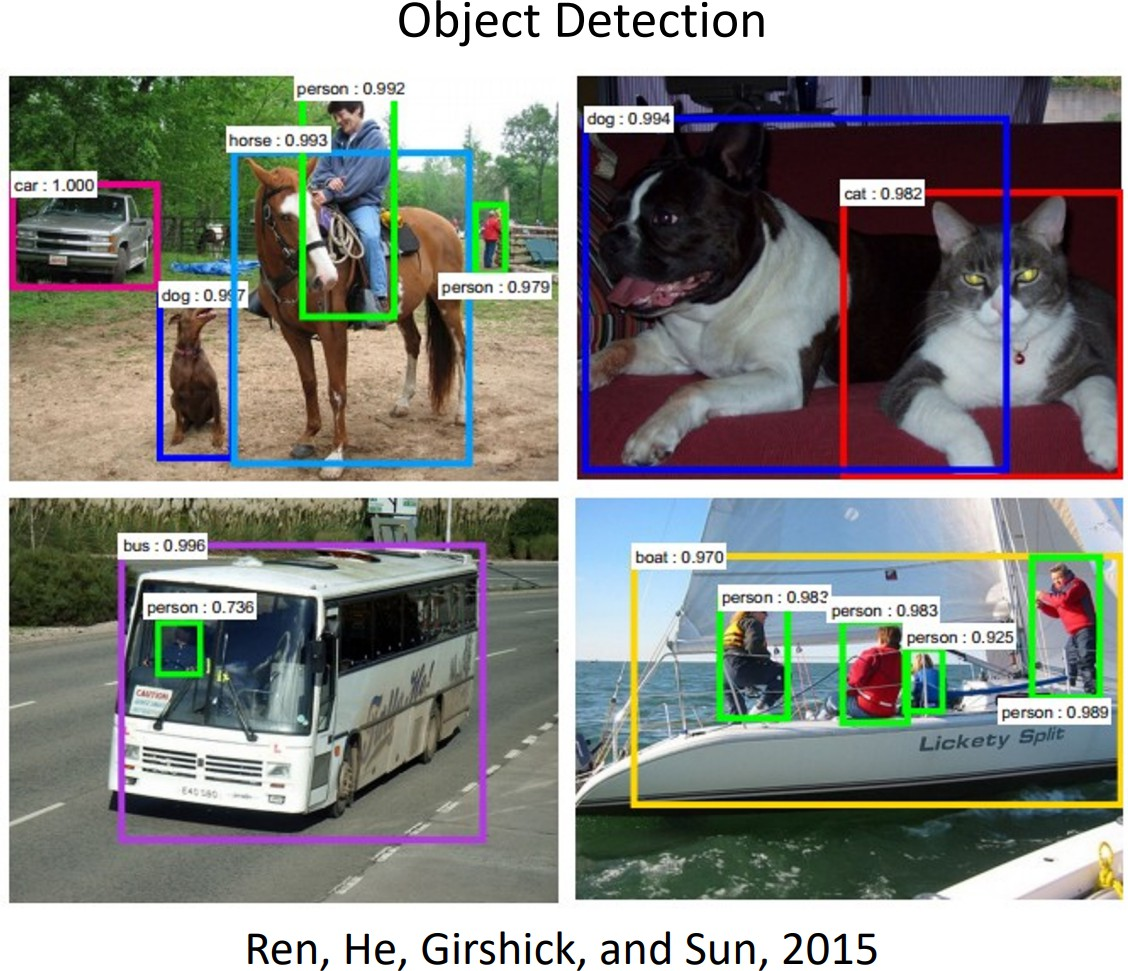 Object Detection
person : 0.992
horse : 0.993
car : 1.000
dog : 0.997
person : 0.979
dog : 0.994
cat : 0.982
bus : 0.996
person : 0.736
CAUTION
boat : 0.970
person : 0.983
person : 0.983
person : 0.925
person : 0.989
Lickety Split
Ren, He, Girshick, and Sun, 2015